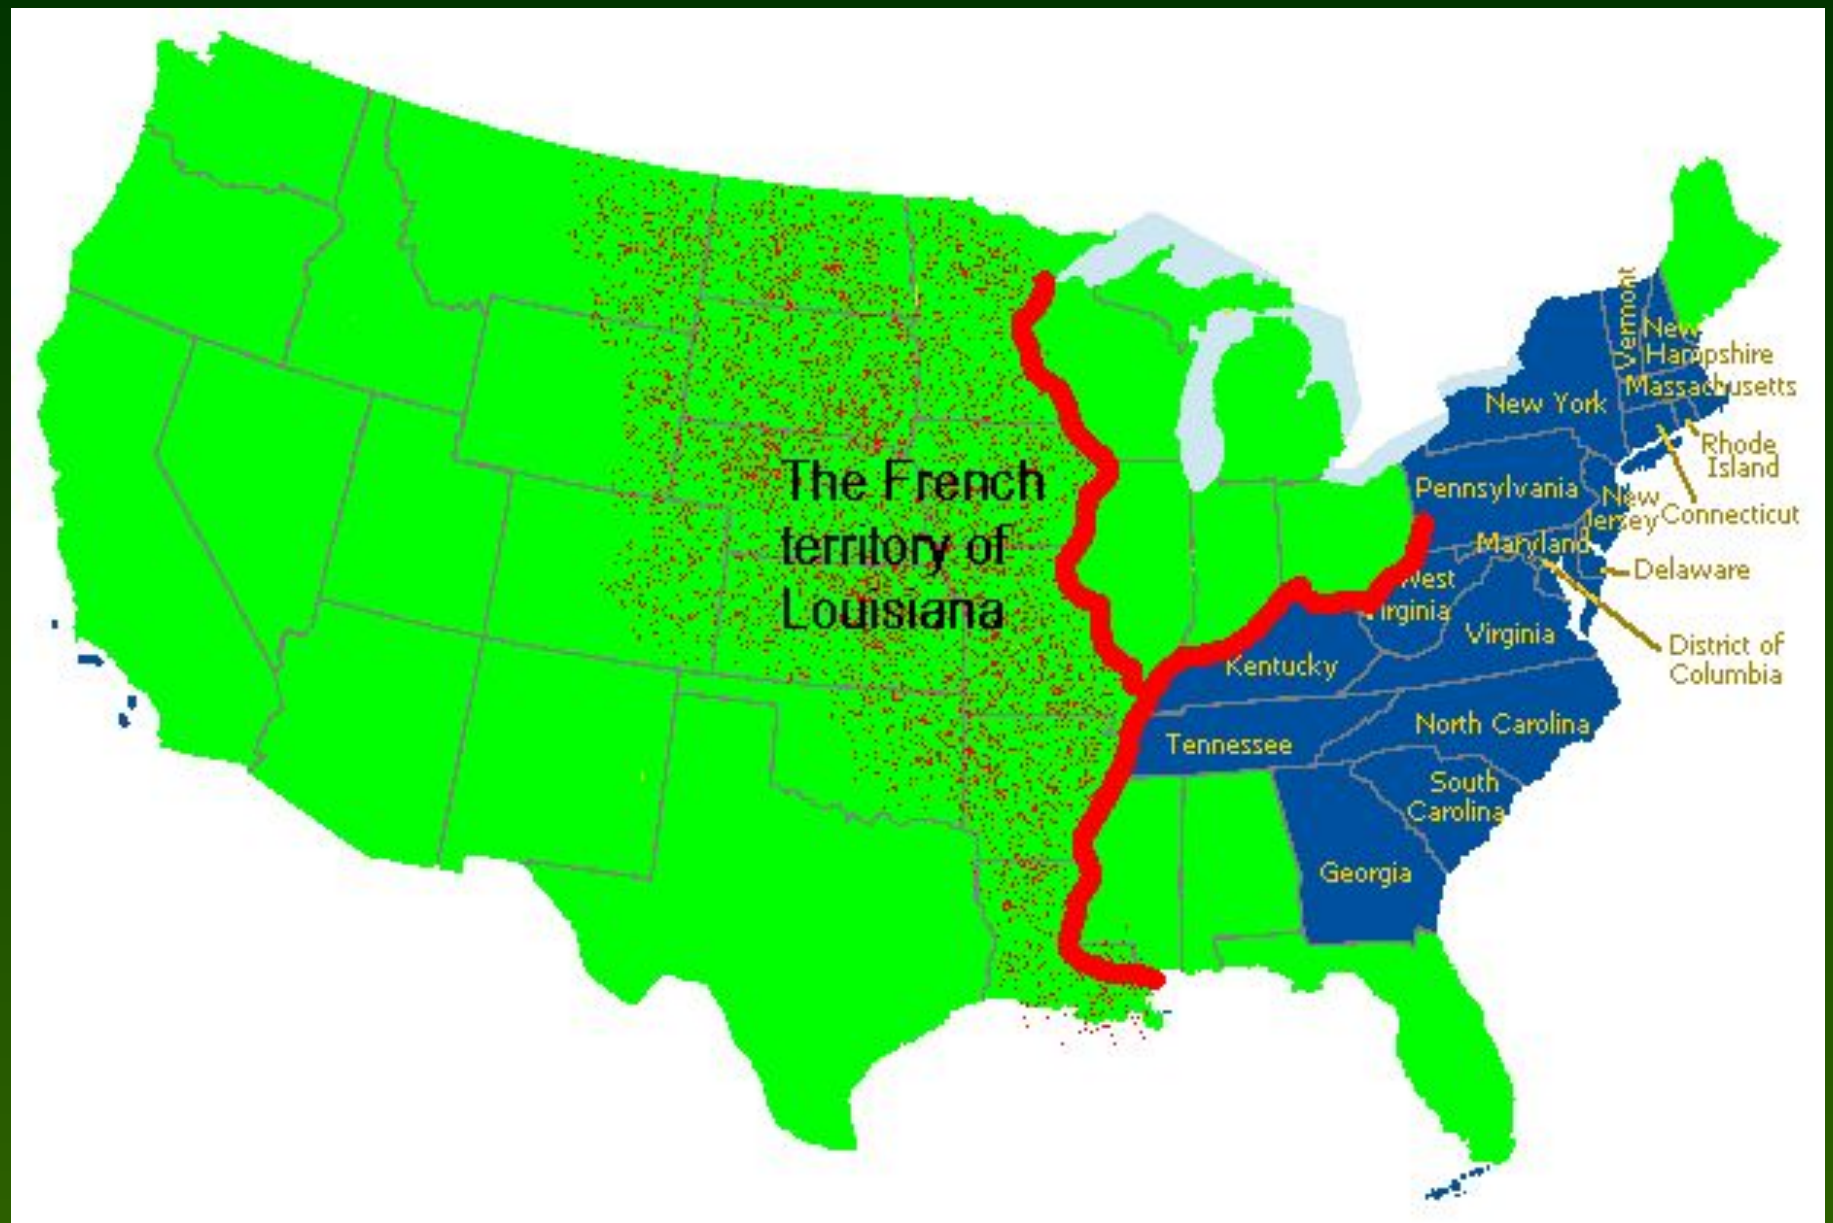 The French
territory of
Louisiana
Vermont
New
Hampshire
Massachusetts
New York
Rhode
Island
Pennsylvania
New
Jersey
Connecticut
Maryland
Delaware
West
Virginia
Virginia
District of
Columbia
Kentucky
North Carolina
Tennessee
South
Carolina
Georgia